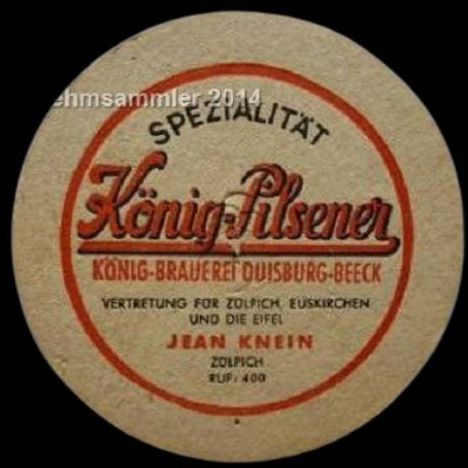 ehmsammler 2014
SPEZIALITÄT
König-Pilsener
KÖNIG-BRAUEREI DUISBURG-BEECK
VERTRETUNG FÜR ZÜLPICH, EUSKIRCHEN
UND DIE EIFEL
JEAN KNEIN
ZÜLPICH
RUF: 400